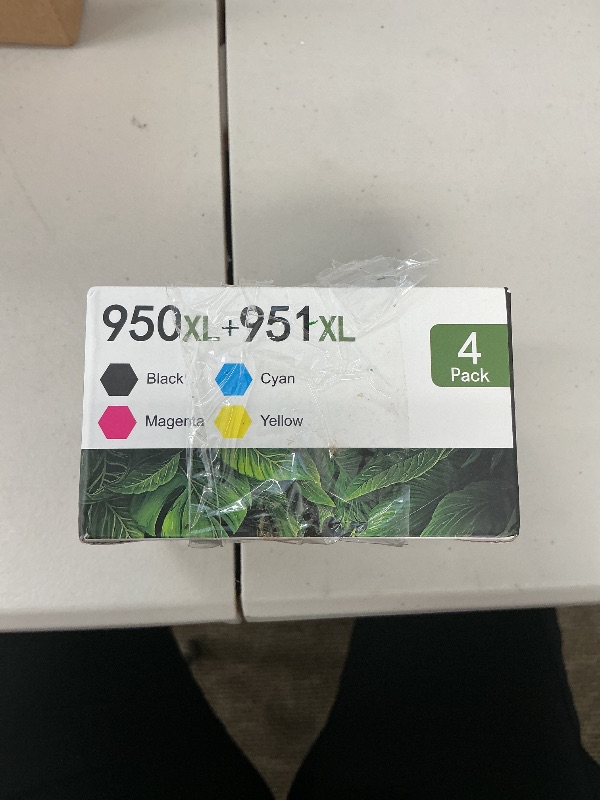 950XL+951XL
4
Pack
Black
Cyan
Magenta
Yellow